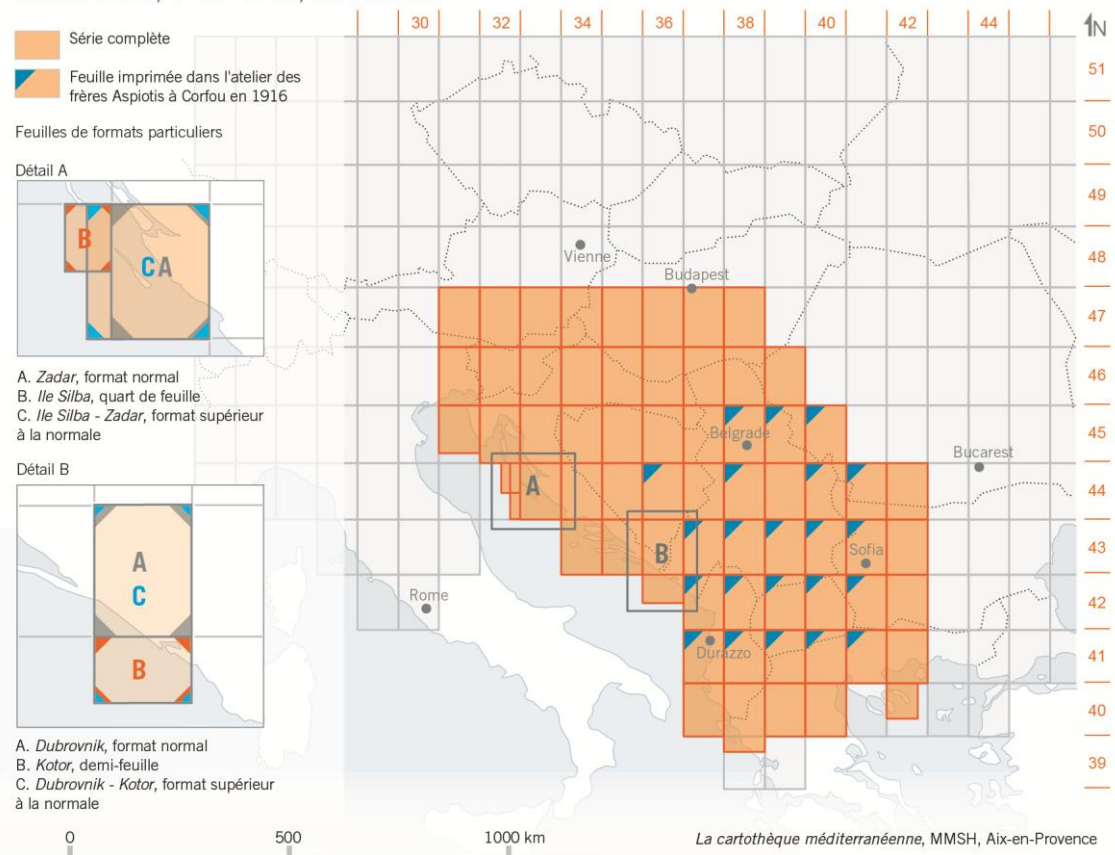 30 32 34 36 38 40 42
N
Série complète
Feuille imprimée dans l'atelier des
frères Aspiotis à Corfou en 1916
Feuilles de formats particuliers
Détail A
B
C A
A. Zadar, format normal
B. Ile Silba, quart de feuille
C. Ile Silba - Zadar, format supérieur
à la normale
Détail B
A
C
B
A. Dubrovnik, format normal
B. Kotor, demi-feuille
C. Dubrovnik - Kotor, format supérieur
à la normale
51
50
49
48
47
46
45
44
43
42
41
40
39
Vienne
Budapest
Belgrade
Bucarest
A
B
Sofia
Rome
Durazzo
0 500 1000 km
La cartothèque méditerranéenne, MMSH, Aix-en-Provence